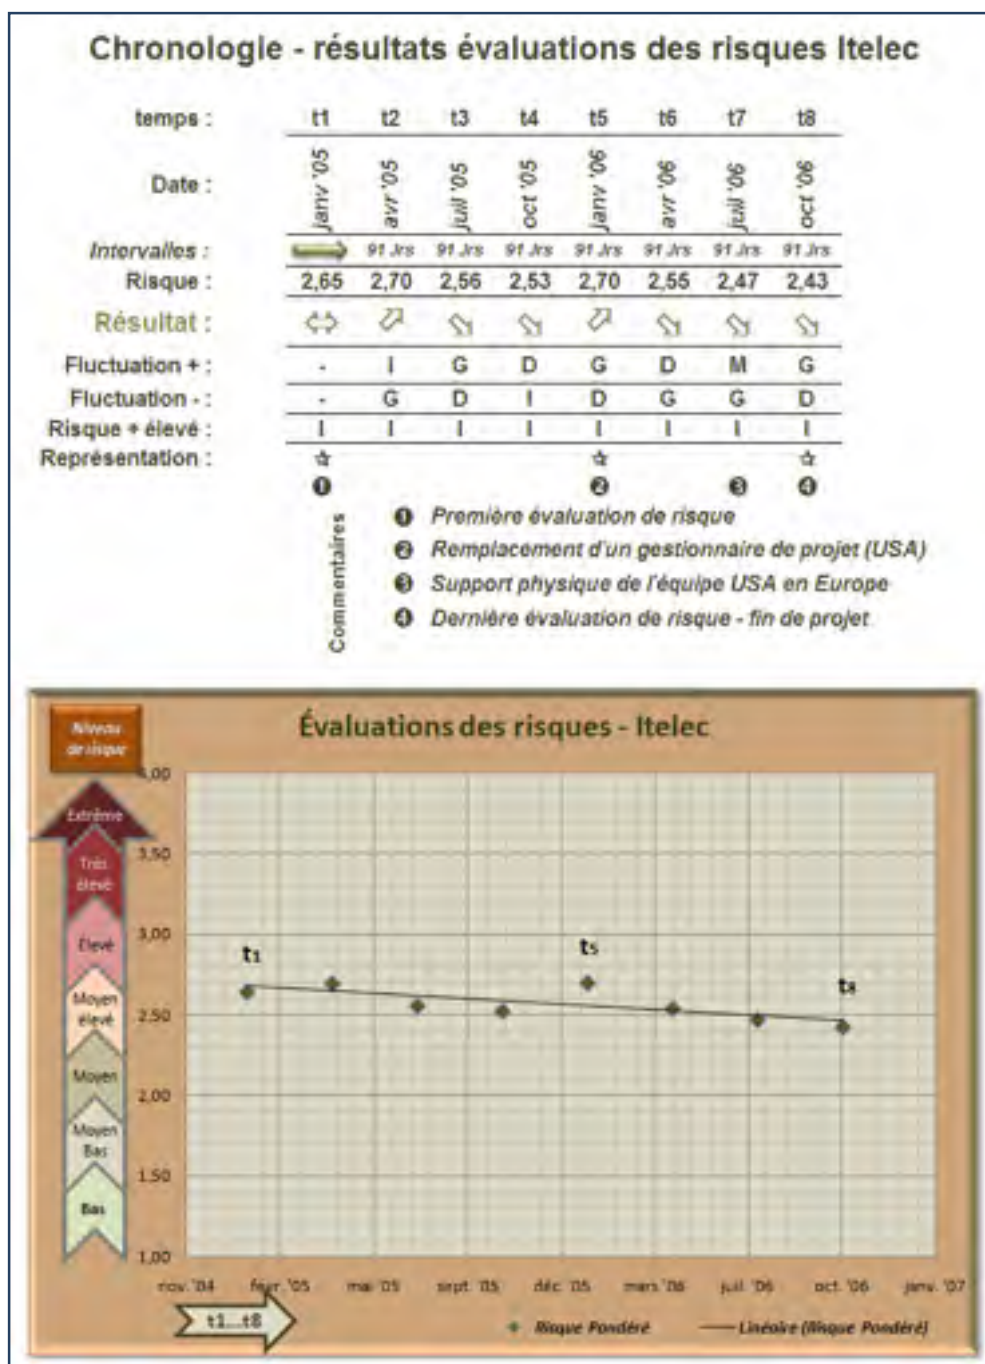 Chronologie - résultats évaluations des risques Itelec
temps : t1 t2 t3 t4 t5 t6 t7 t8
Date : janv '05 avr '05 juil '05 oct '05 janv '06 avr '06 juil '06 oct '06
Intervalles : 91 Jrs 91 Jrs 91 Jrs 91 Jrs 91 Jrs 91 Jrs 91 Jrs
Risque : 2,65 2,70 2,56 2,53 2,70 2,55 2,47 2,43
Résultat :
Fluctuation + : - I G D G D M G
Fluctuation - : - G D I D G G D
Risque + élevé : I I I I I I I I
Représentation :
❶ ❷ ❸ ❹
Commentaires
❶ Première évaluation de risque
❷ Remplacement d'un gestionnaire de projet (USA)
❸ Support physique de l'équipe USA en Europe
❹ Dernière évaluation de risque - fin de projet
Niveau
de risque
Évaluations des risques - Itelec
4,00
Extrême
3,50
Très
élevé
3,00
Élevé
t1 t5 t8
Moyen
élevé
2,50
Moyen
2,00
Moyen
Bas
1,50
Bas
1,00
nov. '04 févr. '05 mai '05 sept. '05 déc. '05 mars '06 juil. '06 oct. '06 janv. '07
t1...t8
Risque Pondéré Linéaire (Risque Pondéré)